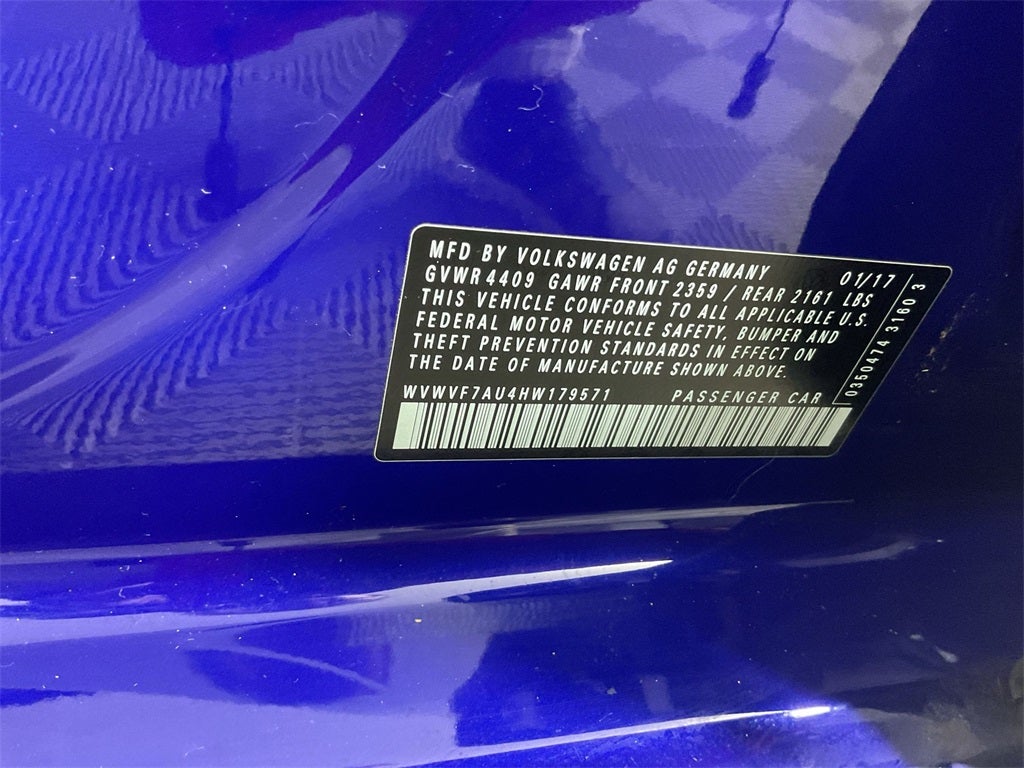 MFD BY VOLKSWAGEN AG GERMANY 01/17
GVWR 4409 GAWR FRONT 2359 / REAR 2161 LBS
THIS VEHICLE CONFORMS TO ALL APPLICABLE U.S.
FEDERAL MOTOR VEHICLE SAFETY, BUMPER AND
THEFT PREVENTION STANDARDS IN EFFECT ON
THE DATE OF MANUFACTURE SHOWN ABOVE.
WVWVF7AU4HW179571 PASSENGER CAR
0350474 3160 3